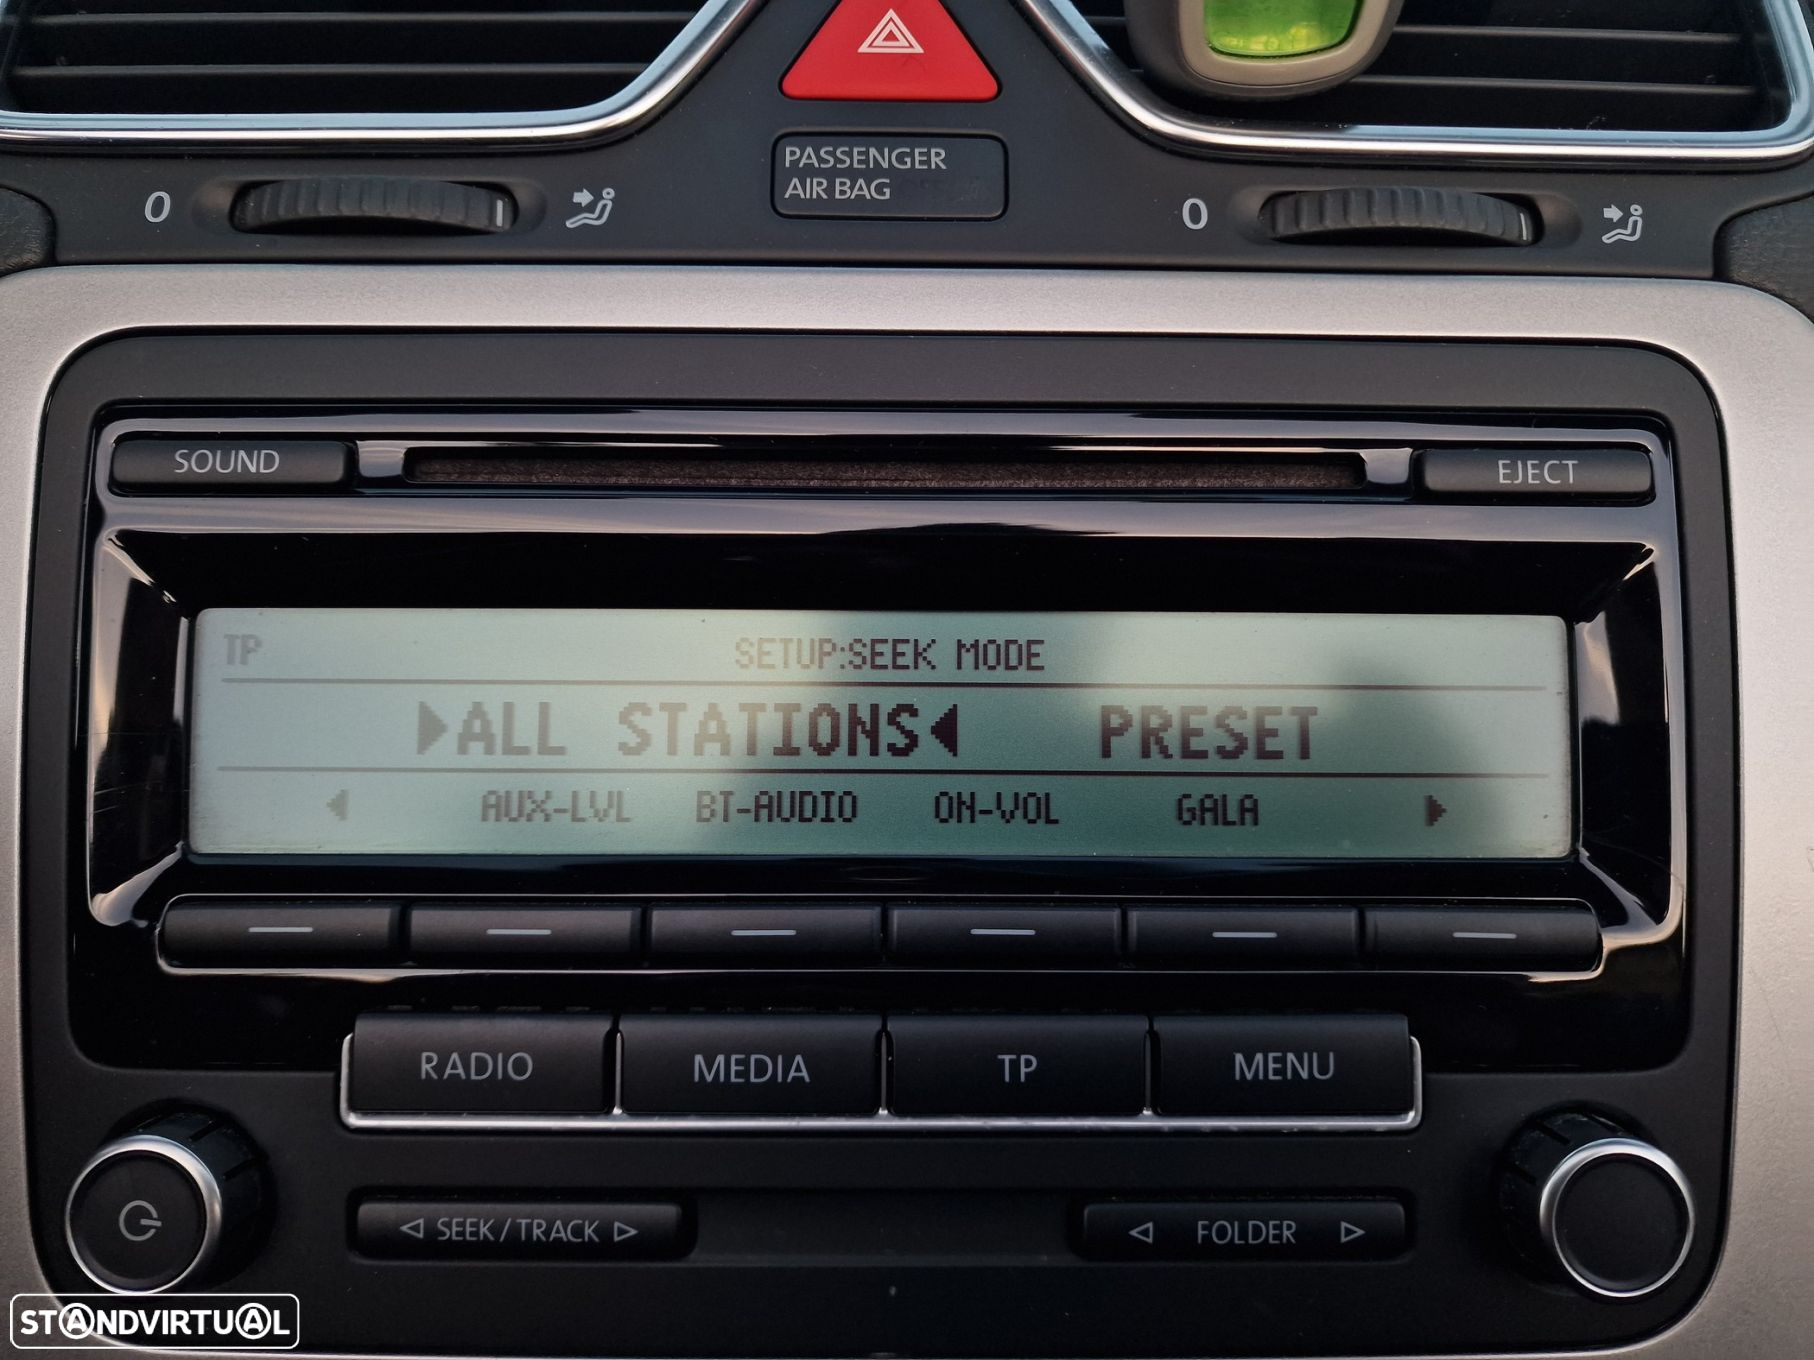 PASSENGER
AIR BAG
0
0
SOUND
EJECT
TP
SETUP:SEEK MODE
ALL STATIONS
PRESET
AUX-LVL BT-AUDIO ON-VOL GALA
RADIO MEDIA TP MENU
SEEK / TRACK
FOLDER
STANDVIRTUAL